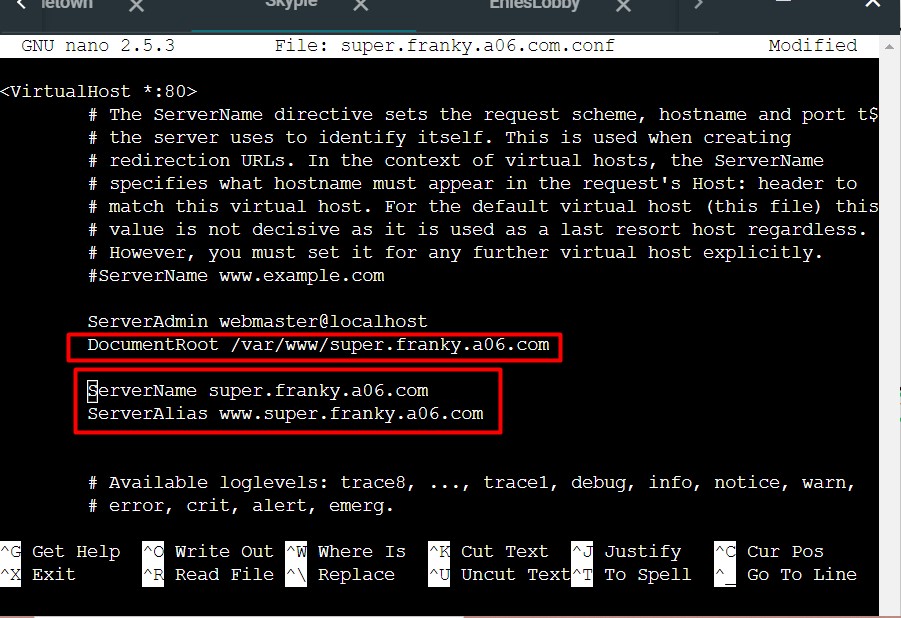 Skypie
EniesLobby
GNU nano 2.5.3 File: super.franky.a06.com.conf Modified
<VirtualHost *:80>
# The ServerName directive sets the request scheme, hostname and port t$
# the server uses to identify itself. This is used when creating
# redirection URLs. In the context of virtual hosts, the ServerName
# specifies what hostname must appear in the request's Host: header to
# match this virtual host. For the default virtual host (this file) this
# value is not decisive as it is used as a last resort host regardless.
# However, you must set it for any further virtual host explicitly.
#ServerName www.example.com
ServerAdmin webmaster@localhost
DocumentRoot /var/www/super.franky.a06.com
ServerName super.franky.a06.com
ServerAlias www.super.franky.a06.com
# Available loglevels: trace8, ..., trace1, debug, info, notice, warn,
# error, crit, alert, emerg.
^G Get Help ^O Write Out ^W Where Is ^K Cut Text ^J Justify ^C Cur Pos
^X Exit ^R Read File ^\ Replace ^U Uncut Text ^T To Spell ^_ Go To Line